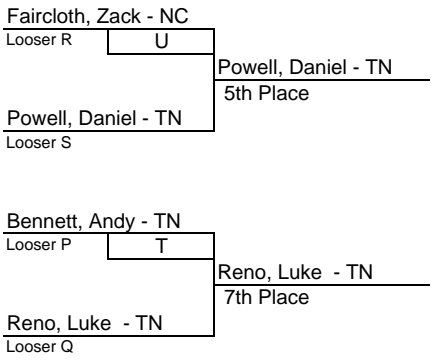 Faircloth, Zack - NC
Looser R
U
Powell, Daniel - TN
5th Place
Powell, Daniel - TN
Looser S
Bennett, Andy - TN
Looser P
T
Reno, Luke  - TN
7th Place
Reno, Luke  - TN
Looser Q